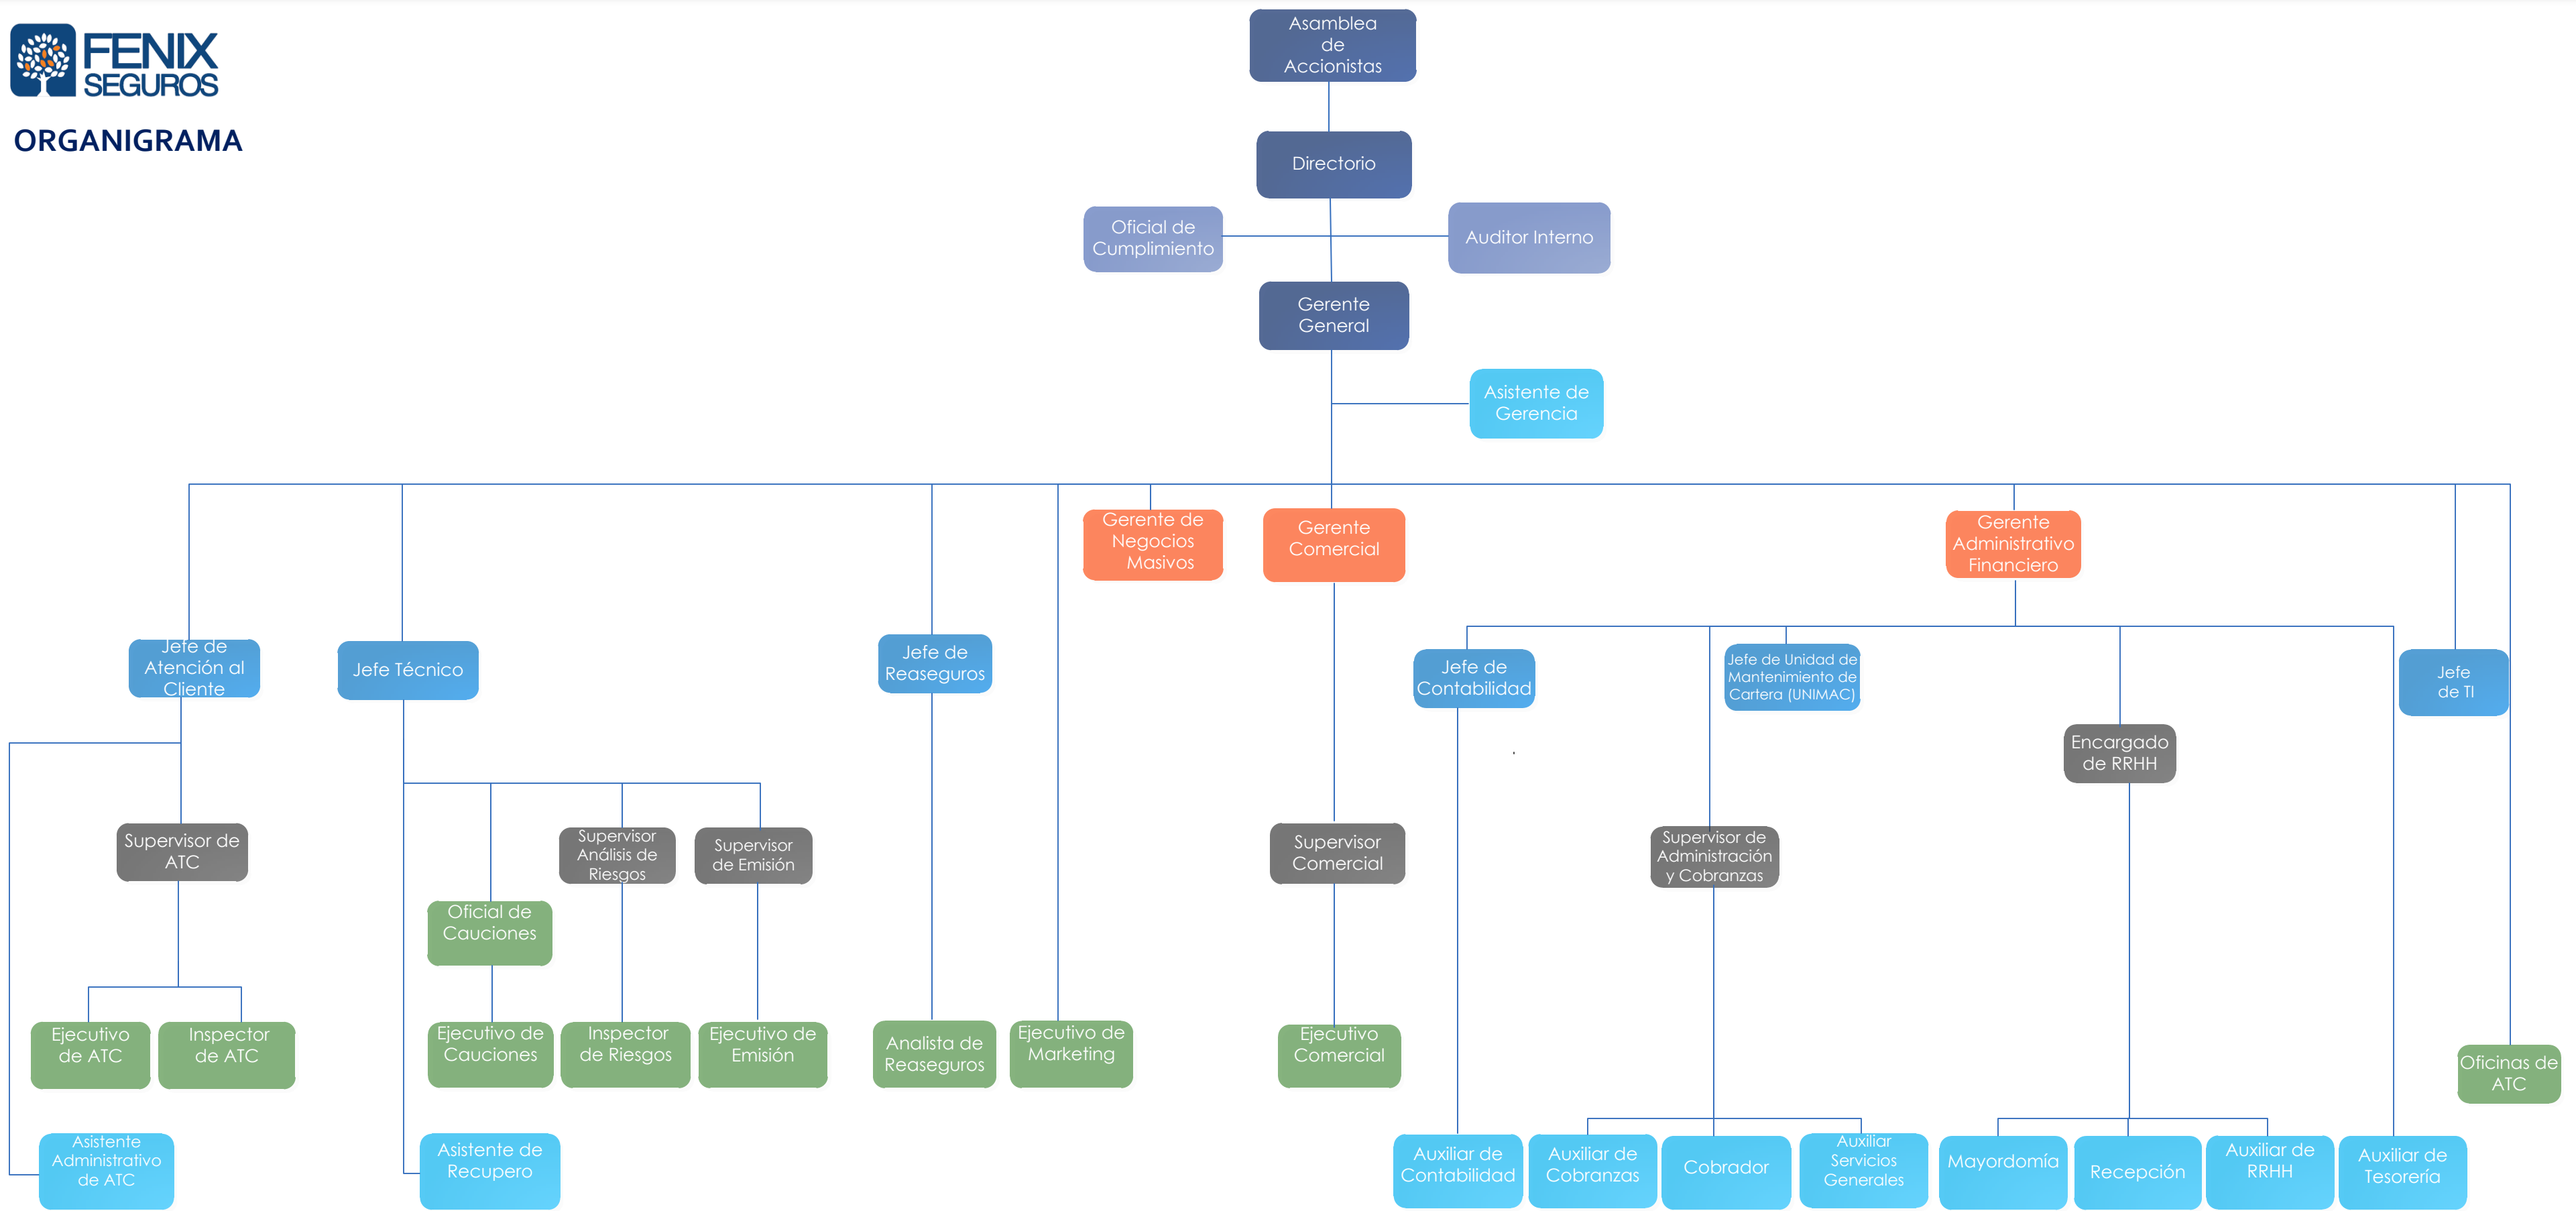 FENIX
SEGUROS
ORGANIGRAMA
Asamblea
de
Accionistas
Directorio
Oficial de
Cumplimiento
Auditor Interno
Gerente
General
Asistente de
Gerencia
Gerente de
Negocios
Masivos
Gerente
Comercial
Gerente
Administrativo
Financiero
Jefe de
Atención al
Cliente
Jefe Técnico
Jefe de
Reaseguros
Jefe de
Contabilidad
Jefe de Unidad de
Mantenimiento de
Cartera (UNIMAC)
Jefe
de TI
Encargado
de RRHH
Supervisor de
ATC
Supervisor
Análisis de
Riesgos
Supervisor
de Emisión
Supervisor
Comercial
Supervisor de
Administración
y Cobranzas
Oficial de
Cauciones
Ejecutivo
de ATC
Inspector
de ATC
Ejecutivo de
Cauciones
Inspector
de Riesgos
Ejecutivo de
Emisión
Analista de
Reaseguros
Ejecutivo de
Marketing
Ejecutivo
Comercial
Oficinas de
ATC
Asistente
Administrativo
de ATC
Asistente de
Recupero
Auxiliar de
Contabilidad
Auxiliar de
Cobranzas
Cobrador
Auxiliar
Servicios
Generales
Mayordomía
Recepción
Auxiliar de
RRHH
Auxiliar de
Tesorería